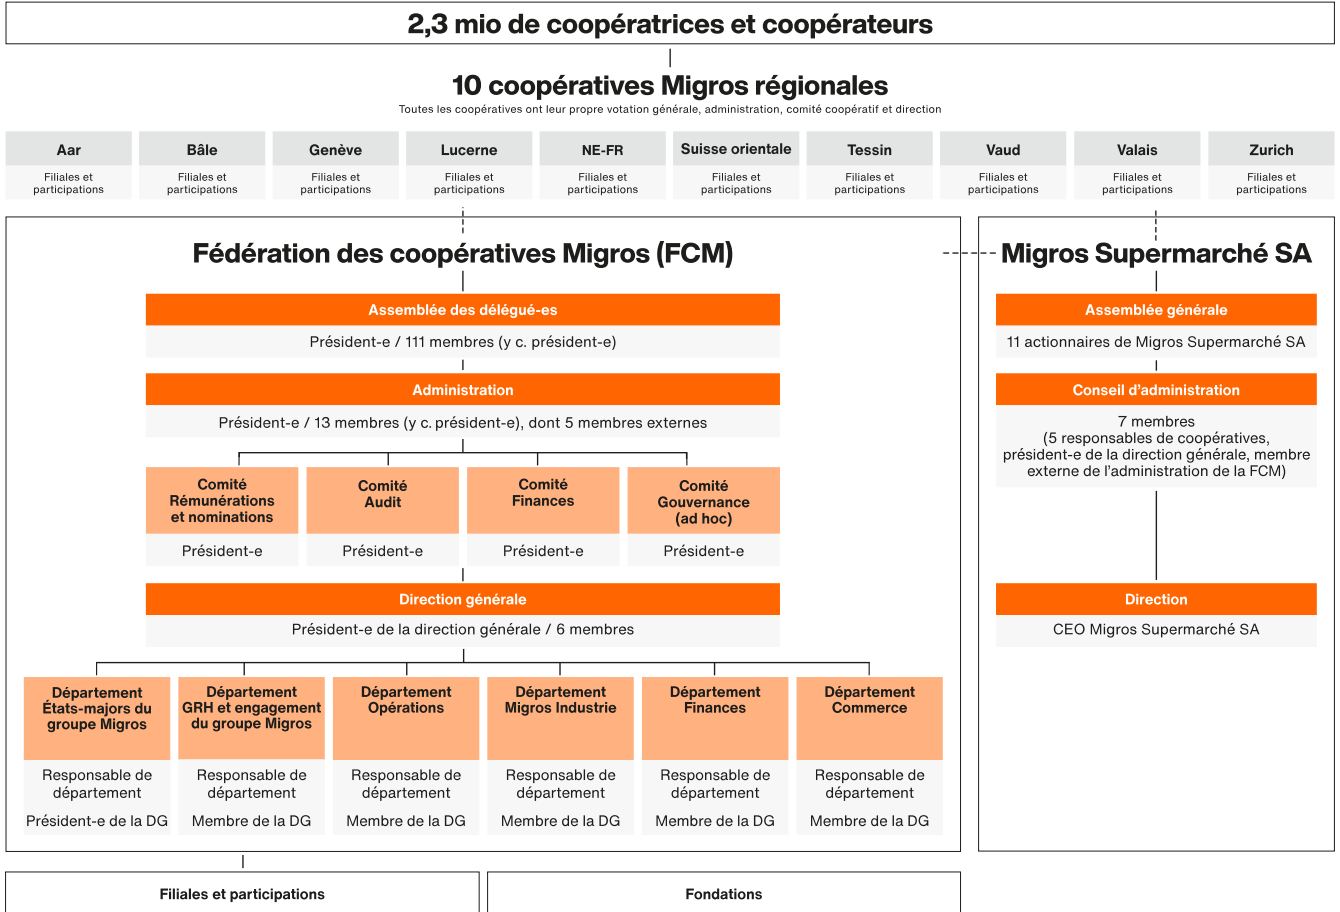 2,3 mio de coopératrices et coopérateurs
10 coopératives Migros régionales
Toutes les coopératives ont leur propre votation générale, administration, comité coopératif et direction
Aar
Filiales et
participations
Bâle
Filiales et
participations
Genève
Filiales et
participations
Lucerne
Filiales et
participations
NE-FR
Filiales et
participations
Suisse orientale
Filiales et
participations
Tessin
Filiales et
participations
Vaud
Filiales et
participations
Valais
Filiales et
participations
Zurich
Filiales et
participations
Fédération des coopératives Migros (FCM)
Assemblée des délégué-es
Président-e / 111 membres (y c. président-e)
Administration
Président-e / 13 membres (y c. président-e), dont 5 membres externes
Comité
Rémunérations
et nominations
Président-e
Comité
Audit
Président-e
Comité
Finances
Président-e
Comité
Gouvernance
(ad hoc)
Président-e
Direction générale
Président-e de la direction générale / 6 membres
Département
États-majors du
groupe Migros
Responsable de
département
Président-e de la DG
Département
GRH et engagement
du groupe Migros
Responsable de
département
Membre de la DG
Département
Opérations
Responsable de
département
Membre de la DG
Département
Migros Industrie
Responsable de
département
Membre de la DG
Département
Finances
Responsable de
département
Membre de la DG
Département
Commerce
Responsable de
département
Membre de la DG
Migros Supermarché SA
Assemblée générale
11 actionnaires de Migros Supermarché SA
Conseil d'administration
7 membres
(5 responsables de coopératives,
président-e de la direction générale, membre
externe de l'administration de la FCM)
Direction
CEO Migros Supermarché SA
Filiales et participations
Fondations